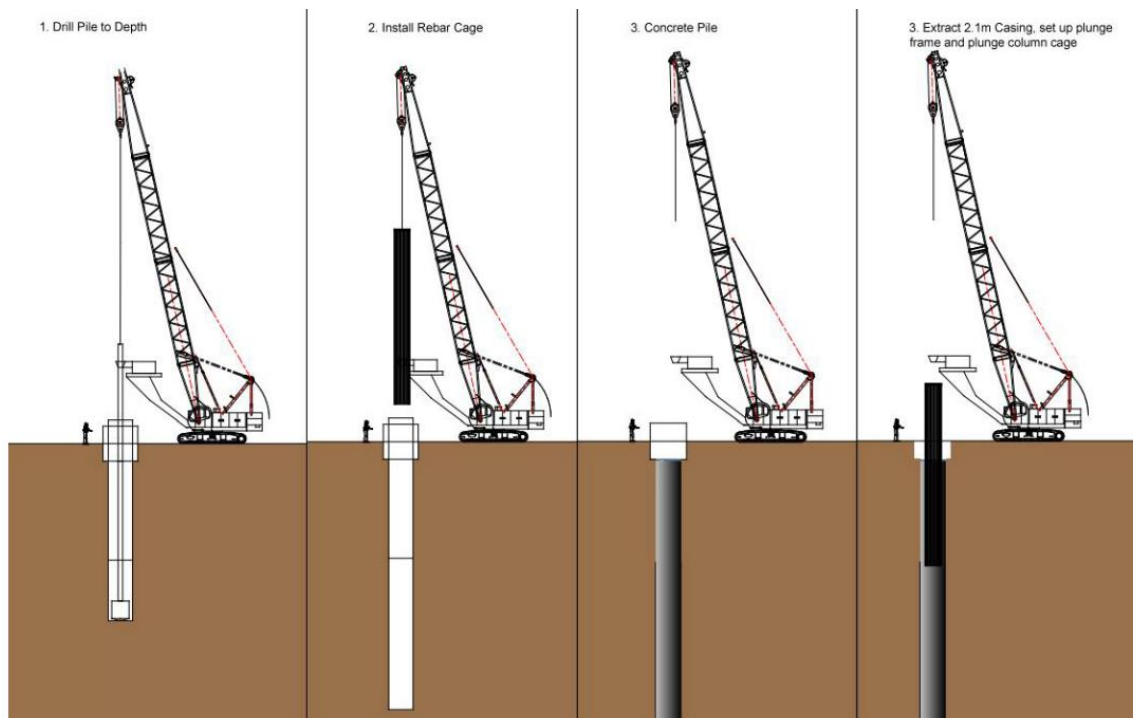 1. Drill Pile to Depth
2. Install Rebar Cage
3. Concrete Pile
3. Extract 2.1m Casing, set up plunge
frame and plunge column cage